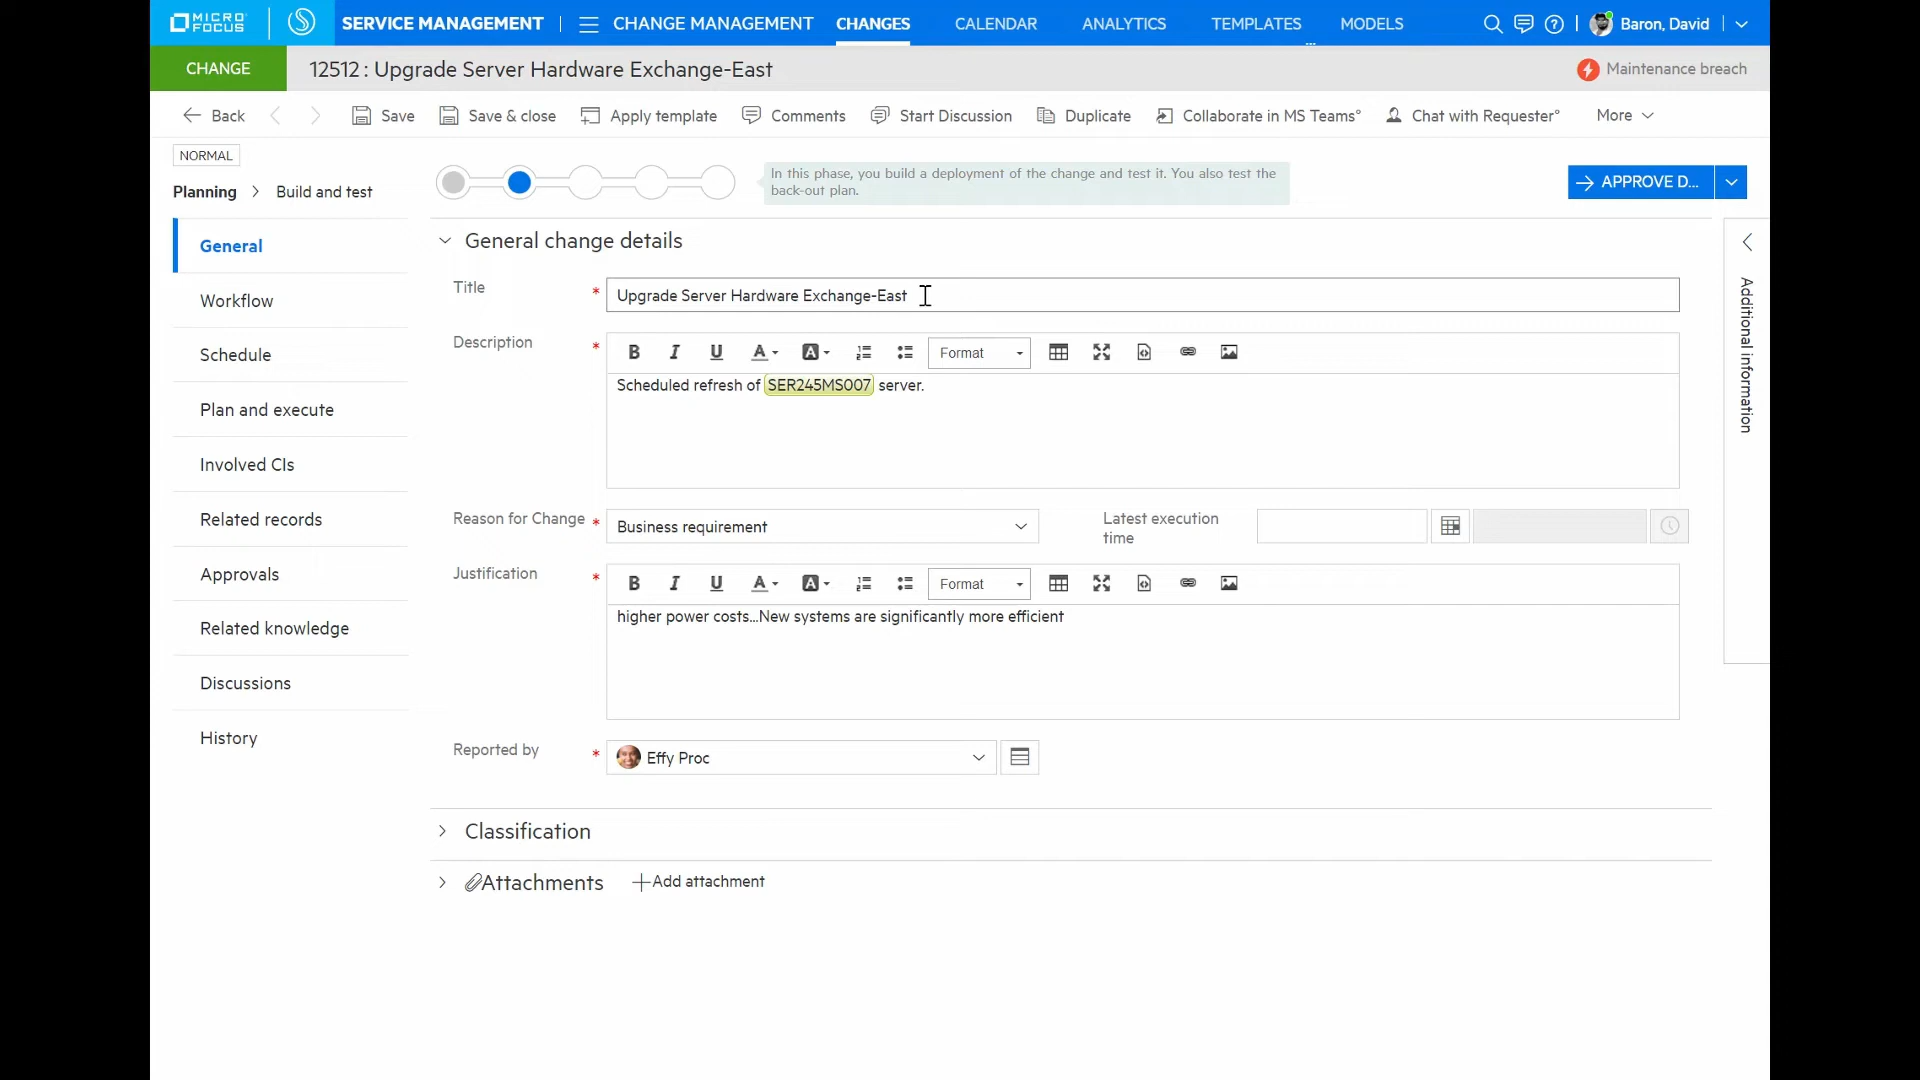 MICRO FOCUS SERVICE MANAGEMENT CHANGE MANAGEMENT CHANGES CALENDAR ANALYTICS TEMPLATES MODELS Baron, David
CHANGE 12512 : Upgrade Server Hardware Exchange-East Maintenance breach
Back Save Save & close Apply template Comments Start Discussion Duplicate Collaborate in MS Teams° Chat with Requester° More
NORMAL
Planning > Build and test
In this phase, you build a deployment of the change and test it. You also test the
back-out plan.
APPROVE D...
General
Workflow
Schedule
Plan and execute
Involved CIs
Related records
Approvals
Related knowledge
Discussions
History
General change details
Title * Upgrade Server Hardware Exchange-East
Description * B I U A A Format
Scheduled refresh of SER245MS007 server.
Reason for Change * Business requirement
Latest execution
time
Justification * B I U A A Format
higher power costs...New systems are significantly more efficient
Reported by * Effy Proc
Classification
Attachments +Add attachment
Additional information